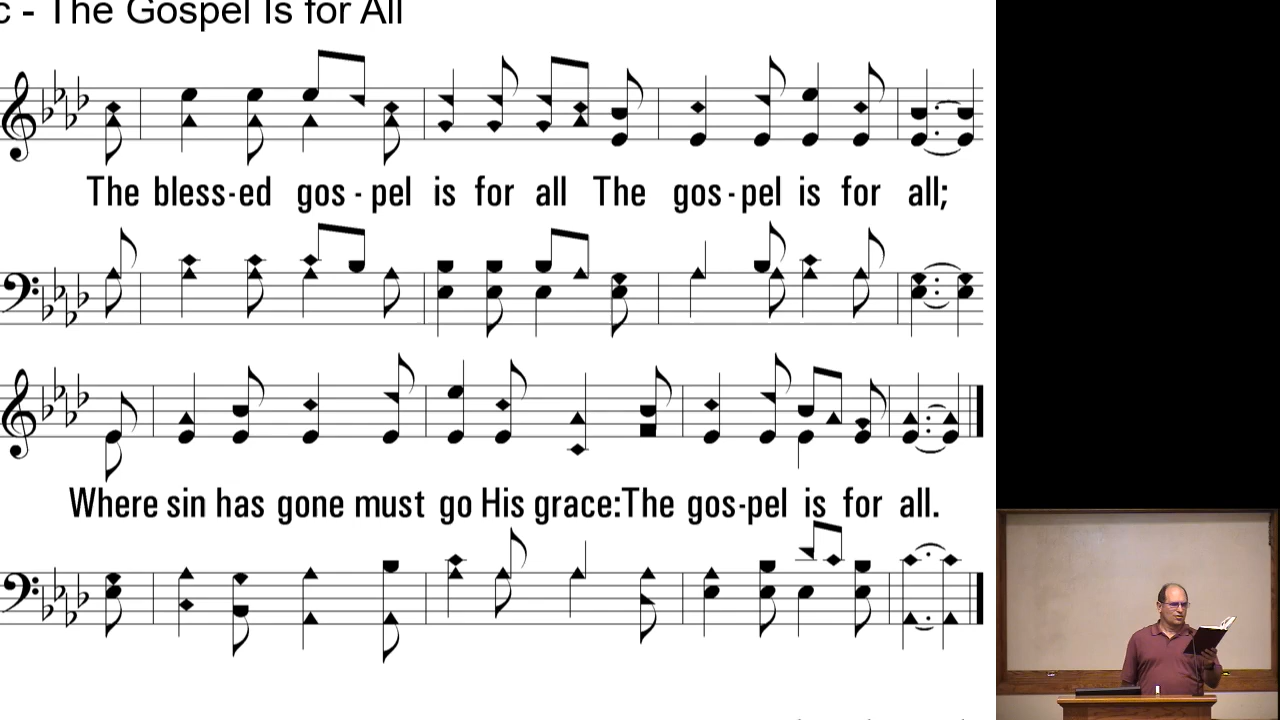 c - The Gospel Is for All
The bless-ed gos - pel is for all The gos - pel is for all;
Where sin has gone must go His grace:The gos-pel is for all.